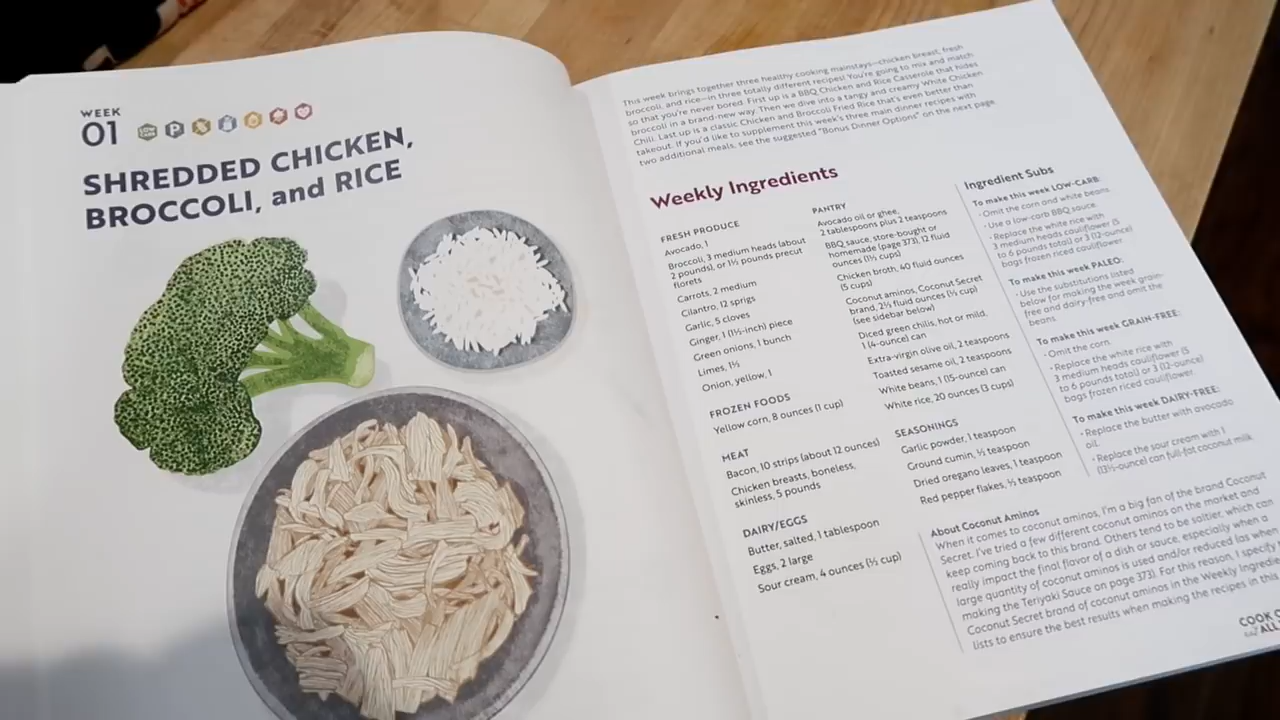 WEEK
01
LOW CARB
P
SHREDDED CHICKEN,
BROCCOLI, and RICE
This week brings together three healthy cooking mainstays—chicken breast, fresh
broccoli, and rice—in three totally different recipes! You're going to mix and match
so that you're never bored. First up is a BBQ Chicken and Rice Casserole that hides
broccoli in a brand-new way. Then we dive into a tangy and creamy White Chicken
Chili. Last up is a classic Chicken and Broccoli Fried Rice that's even better than
takeout. If you'd like to supplement this week's three main dinner recipes with
two additional meals, see the suggested "Bonus Dinner Options" on the next page.
Weekly Ingredients
FRESH PRODUCE
Avocado, 1
Broccoli, 3 medium heads (about
2 pounds), or 1½ pounds precut
florets
Carrots, 2 medium
Cilantro, 12 sprigs
Garlic, 5 cloves
Ginger, 1 (1½-inch) piece
Green onions, 1 bunch
Limes, 1½
Onion, yellow, 1
FROZEN FOODS
Yellow corn, 8 ounces (1 cup)
MEAT
Bacon, 10 strips (about 12 ounces)
Chicken breasts, boneless,
skinless, 5 pounds
DAIRY/EGGS
Butter, salted, 1 tablespoon
Eggs, 2 large
Sour cream, 4 ounces (½ cup)
PANTRY
Avocado oil or ghee,
2 tablespoons plus 2 teaspoons
BBQ sauce, store-bought or
homemade (page 373), 12 fluid
ounces (1½ cups)
Chicken broth, 40 fluid ounces
(5 cups)
Coconut aminos, Coconut Secret
brand, 2⅔ fluid ounces (⅓ cup)
(see sidebar below)
Diced green chilis, hot or mild,
1 (4-ounce) can
Extra-virgin olive oil, 2 teaspoons
Toasted sesame oil, 2 teaspoons
White beans, 1 (15-ounce) can
White rice, 20 ounces (3 cups)
SEASONINGS
Garlic powder, 1 teaspoon
Ground cumin, ½ teaspoon
Dried oregano leaves, 1 teaspoon
Red pepper flakes, ½ teaspoon
Ingredient Subs
To make this week LOW-CARB:
• Omit the corn and white beans.
• Use a low-carb BBQ sauce.
• Replace the white rice with
3 medium heads cauliflower (5
to 6 pounds total) or 3 (12-ounce)
bags frozen riced cauliflower.
To make this week PALEO:
• Use the substitutions listed
below for making the week grain-
free and dairy-free and omit the
beans.
To make this week GRAIN-FREE:
• Omit the corn.
• Replace the white rice with
3 medium heads cauliflower (5
to 6 pounds total) or 3 (12-ounce)
bags frozen riced cauliflower.
To make this week DAIRY-FREE:
• Replace the butter with avocado
oil.
• Replace the sour cream with 1
(13½-ounce) can full-fat coconut milk.
About Coconut Aminos
When it comes to coconut aminos, I'm a big fan of the brand Coconut
Secret. I've tried a few different coconut aminos on the market and
keep coming back to this brand. Others tend to be saltier, which can
really impact the final flavor of a dish or sauce, especially when a
large quantity of coconut aminos is used and/or reduced (as when
making the Teriyaki Sauce on page 373). For this reason, I specify
Coconut Secret brand of coconut aminos in the Weekly Ingredie
lists to ensure the best results when making the recipes in this
COOK O
eat ALL